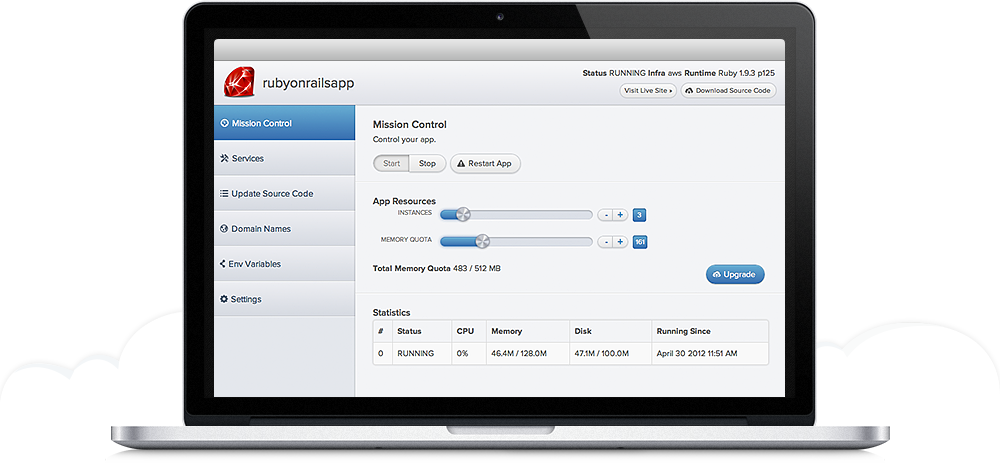 rubyonrailsapp
Status RUNNING Infra aws Runtime Ruby 1.9.3 p125
Visit Live Site
Download Source Code
Mission Control
Services
Update Source Code
Domain Names
Env Variables
Settings
Mission Control
Control your app.
Start Stop Restart App
App Resources
INSTANCES - + 3
MEMORY QUOTA - + 161
Total Memory Quota 483 / 512 MB
Upgrade
Statistics
# Status CPU Memory Disk Running Since
0 RUNNING 0% 46.4M / 128.0M 47.1M / 100.0M April 30 2012 11:51 AM